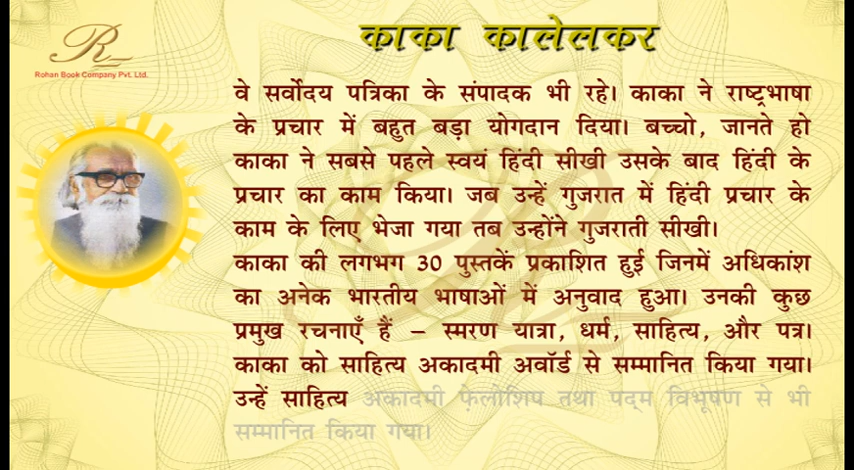 R
Rohan Book Company Pvt. Ltd.
काका कालेलकर
वे सर्वोदय पत्रिका के संपादक भी रहे। काका ने राष्ट्रभाषा
के प्रचार में बहुत बड़ा योगदान दिया। बच्चो, जानते हो
काका ने सबसे पहले स्वयं हिंदी सीखी उसके बाद हिंदी के
प्रचार का काम किया। जब उन्हें गुजरात में हिंदी प्रचार के
काम के लिए भेजा गया तब उन्होंने गुजराती सीखी।
काका की लगभग 30 पुस्तकें प्रकाशित हुई जिनमें अधिकांश
का अनेक भारतीय भाषाओं में अनुवाद हुआ। उनकी कुछ
प्रमुख रचनाएँ हैं – स्मरण यात्रा, धर्म, साहित्य, और पत्र।
काका को साहित्य अकादमी अवॉर्ड से सम्मानित किया गया।
उन्हें साहित्य अकादमी फ़ेलोशिप तथा पद्म विभूषण से भी
सम्मानित किया गया।